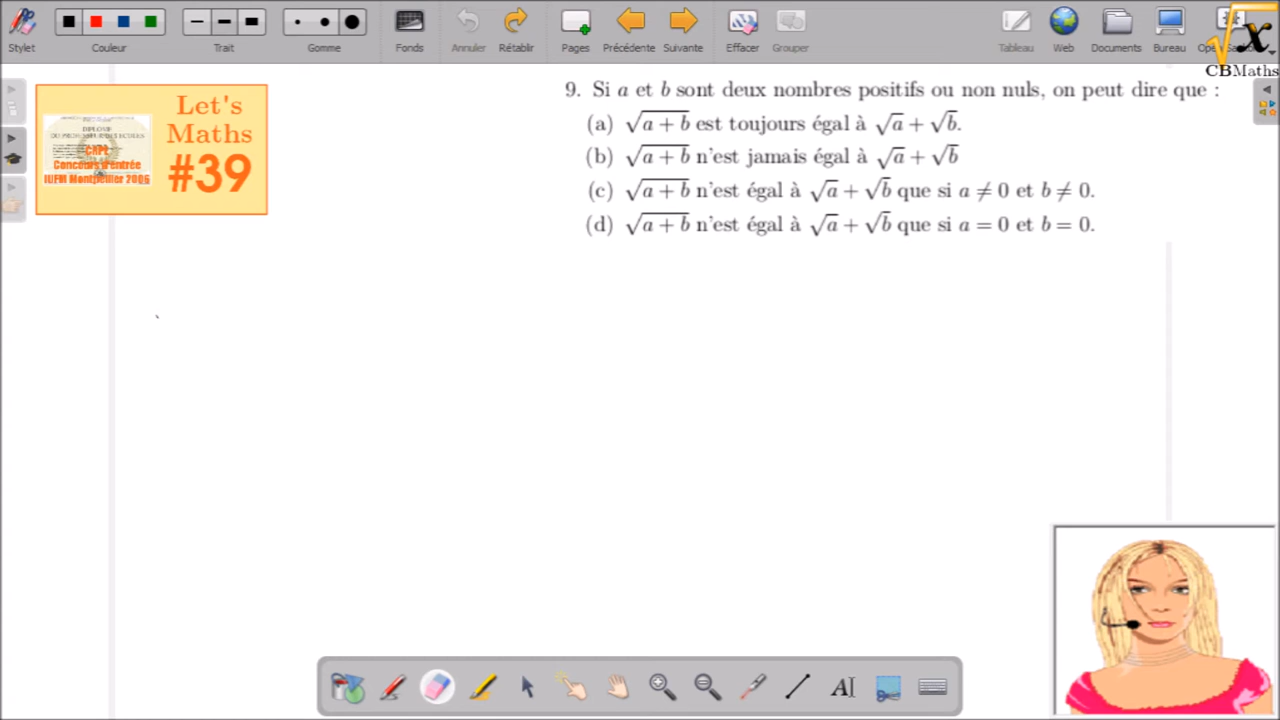 Stylet
Couleur
Trait
Gomme
Fonds
Annuler
Rétablir
Pages
Précédente
Suivante
Effacer
Grouper
Tableau
Web
Documents
Bureau
CBMaths
Let's
Maths
#39
DIPLOME
CAPE
Concours d'entrée
IUFM Montpellier 2006
9. Si a et b sont deux nombres positifs ou non nuls, on peut dire que :
(a) √(a + b) est toujours égal à √a + √b.
(b) √(a + b) n'est jamais égal à √a + √b
(c) √(a + b) n'est égal à √a + √b que si a ≠ 0 et b ≠ 0.
(d) √(a + b) n'est égal à √a + √b que si a = 0 et b = 0.